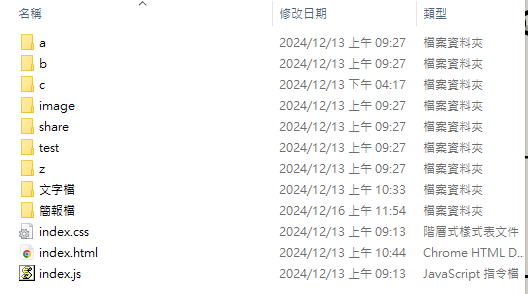 名稱 修改日期 類型
a 2024/12/13 上午 09:27 檔案資料夾
b 2024/12/13 上午 09:27 檔案資料夾
c 2024/12/13 下午 04:17 檔案資料夾
image 2024/12/13 上午 09:27 檔案資料夾
share 2024/12/13 上午 09:27 檔案資料夾
test 2024/12/13 上午 09:27 檔案資料夾
z 2024/12/13 上午 09:27 檔案資料夾
文字檔 2024/12/13 上午 10:33 檔案資料夾
簡報檔 2024/12/16 上午 11:54 檔案資料夾
index.css 2024/12/13 上午 09:13 階層式樣式表文件
index.html 2024/12/13 上午 10:44 Chrome HTML D...
index.js 2024/12/13 上午 09:13 JavaScript 指令檔